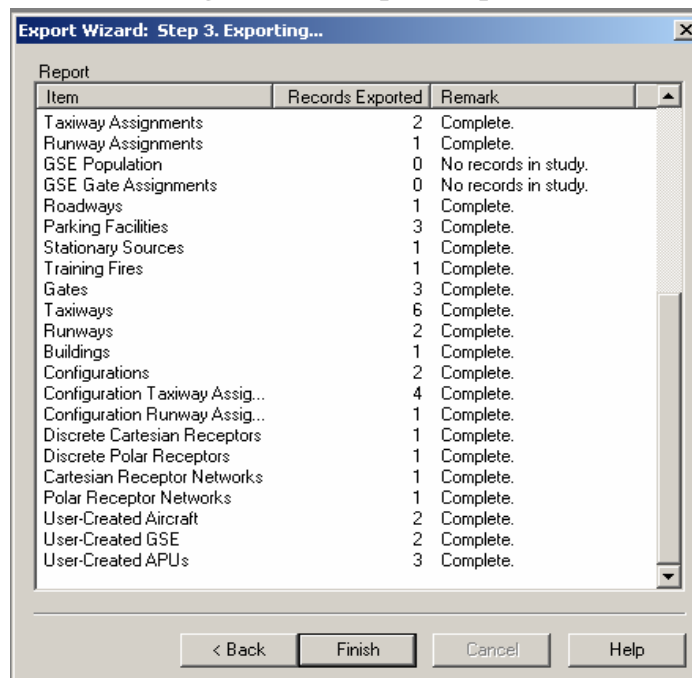 Export Wizard: Step 3. Exporting...
Report
Item Records Exported Remark
Taxiway Assignments 2 Complete.
Runway Assignments 1 Complete.
GSE Population 0 No records in study.
GSE Gate Assignments 0 No records in study.
Roadways 1 Complete.
Parking Facilities 3 Complete.
Stationary Sources 1 Complete.
Training Fires 1 Complete.
Gates 3 Complete.
Taxiways 6 Complete.
Runways 2 Complete.
Buildings 1 Complete.
Configurations 2 Complete.
Configuration Taxiway Assig... 4 Complete.
Configuration Runway Assig... 1 Complete.
Discrete Cartesian Receptors 1 Complete.
Discrete Polar Receptors 1 Complete.
Cartesian Receptor Networks 1 Complete.
Polar Receptor Networks 1 Complete.
User-Created Aircraft 2 Complete.
User-Created GSE 2 Complete.
User-Created APUs 3 Complete.
< Back Finish Cancel Help